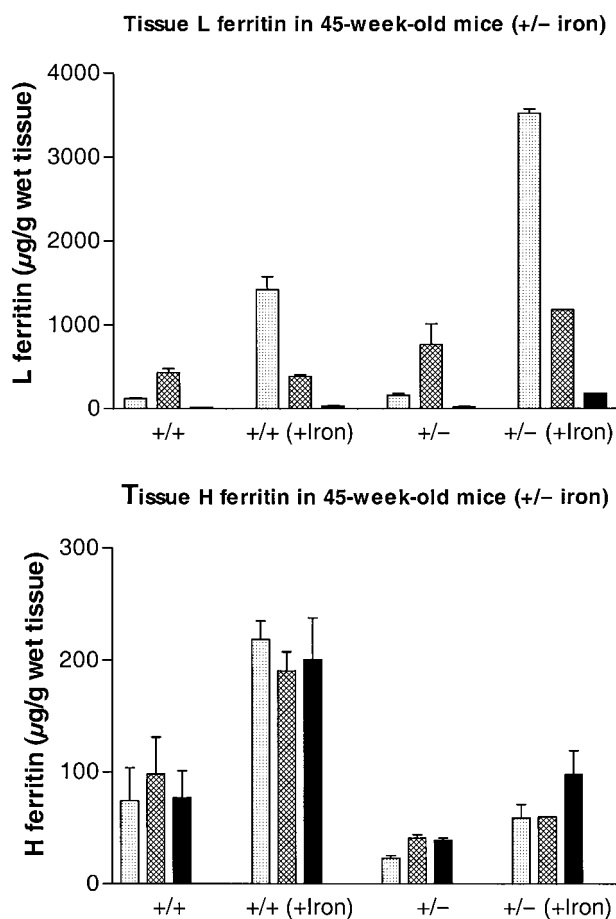 Tissue L ferritin in 45-week-old mice (+/− iron)
L ferritin (µg/g wet tissue)
4000
3000
2000
1000
0
+/+ +/+ (+Iron) +/− +/− (+Iron)
Tissue H ferritin in 45-week-old mice (+/− iron)
H ferritin (µg/g wet tissue)
300
200
100
0
+/+ +/+ (+Iron) +/− +/− (+Iron)